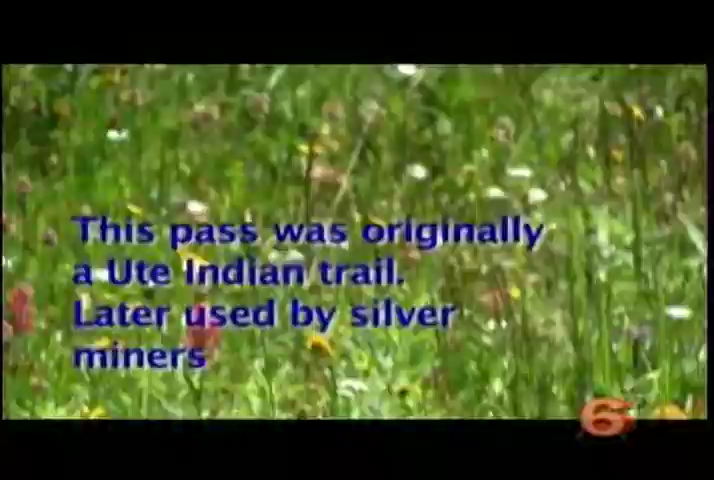 This pass was originally
a Ute Indian trail.
Later used by silver
miners
6